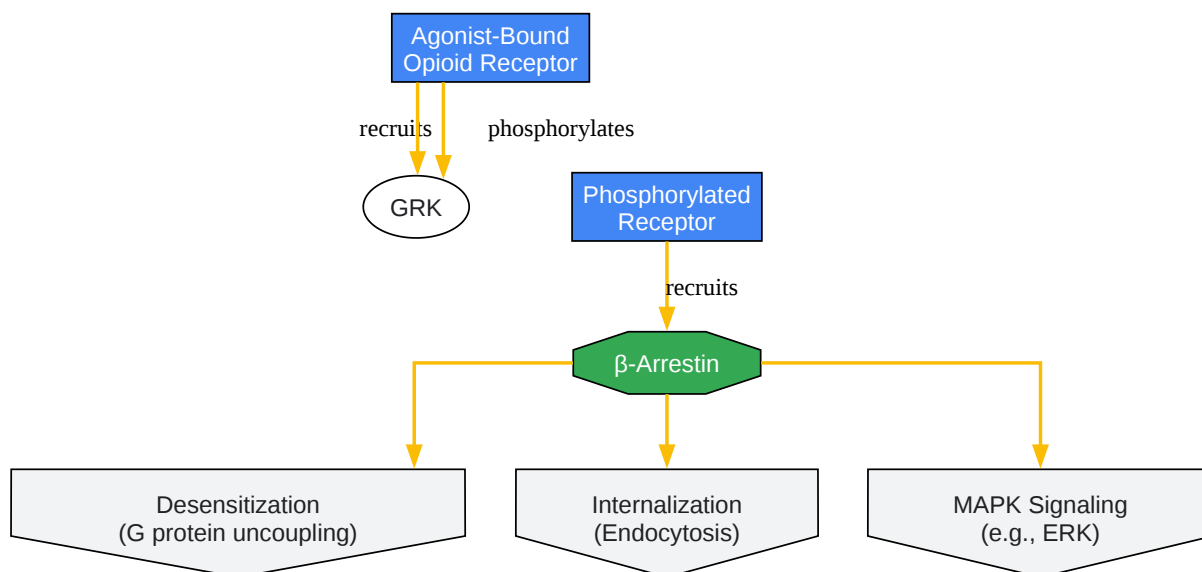 Agonist-Bound
Opioid Receptor
recruits
phosphorylates
GRK
Phosphorylated
Receptor
recruits
β-Arrestin
Desensitization
(G protein uncoupling)
Internalization
(Endocytosis)
MAPK Signaling
(e.g., ERK)